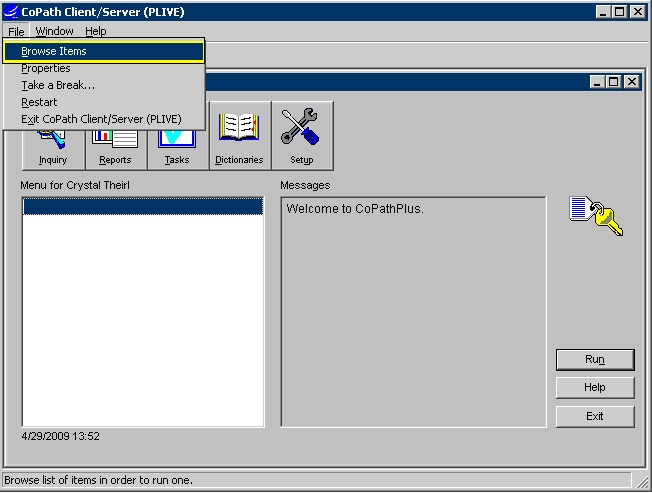 CoPath Client/Server (PLIVE)
File Window Help
Browse Items
Properties
Take a Break...
Restart
Exit CoPath Client/Server (PLIVE)
Inquiry Reports Tasks Dictionaries Setup
Menu for Crystal Theirl Messages
Welcome to CoPathPlus.
Run
Help
Exit
4/29/2009 13:52
Browse list of items in order to run one.